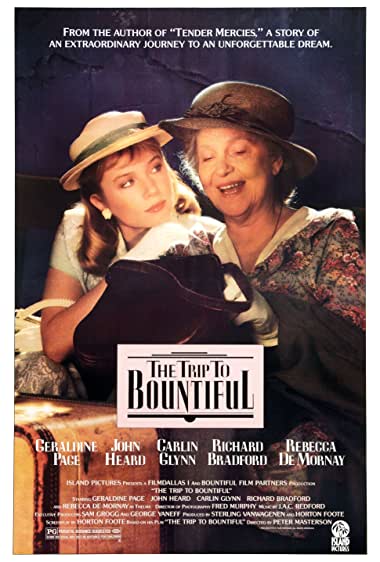 FROM THE AUTHOR OF "TENDER MERCIES," A STORY OF
AN EXTRAORDINARY JOURNEY TO AN UNFORGETTABLE DREAM.
THE TRIP TO
BOUNTIFUL
GERALDINE JOHN CARLIN RICHARD REBECCA
PAGE HEARD GLYNN BRADFORD DE MORNAY
ISLAND PICTURES PRESENTS A FILMDALLAS I AND BOUNTIFUL FILM PARTNERS PRODUCTION
"THE TRIP TO BOUNTIFUL"
STARRING GERALDINE PAGE JOHN HEARD CARLIN GLYNN RICHARD BRADFORD
AND REBECCA DE MORNAY AS THELMA DIRECTOR OF PHOTOGRAPHY FRED MURPHY MUSIC BY J.A.C. REDFORD
EXECUTIVE PRODUCERS SAM GROGG AND GEORGE YANEFF PRODUCED BY STERLING VANWAGENEN AND HORTON FOOTE
SCREENPLAY BY HORTON FOOTE BASED ON HIS PLAY "THE TRIP TO BOUNTIFUL" DIRECTED BY PETER MASTERSON
PG PARENTAL GUIDANCE SUGGESTED
ISLAND
PICTURES